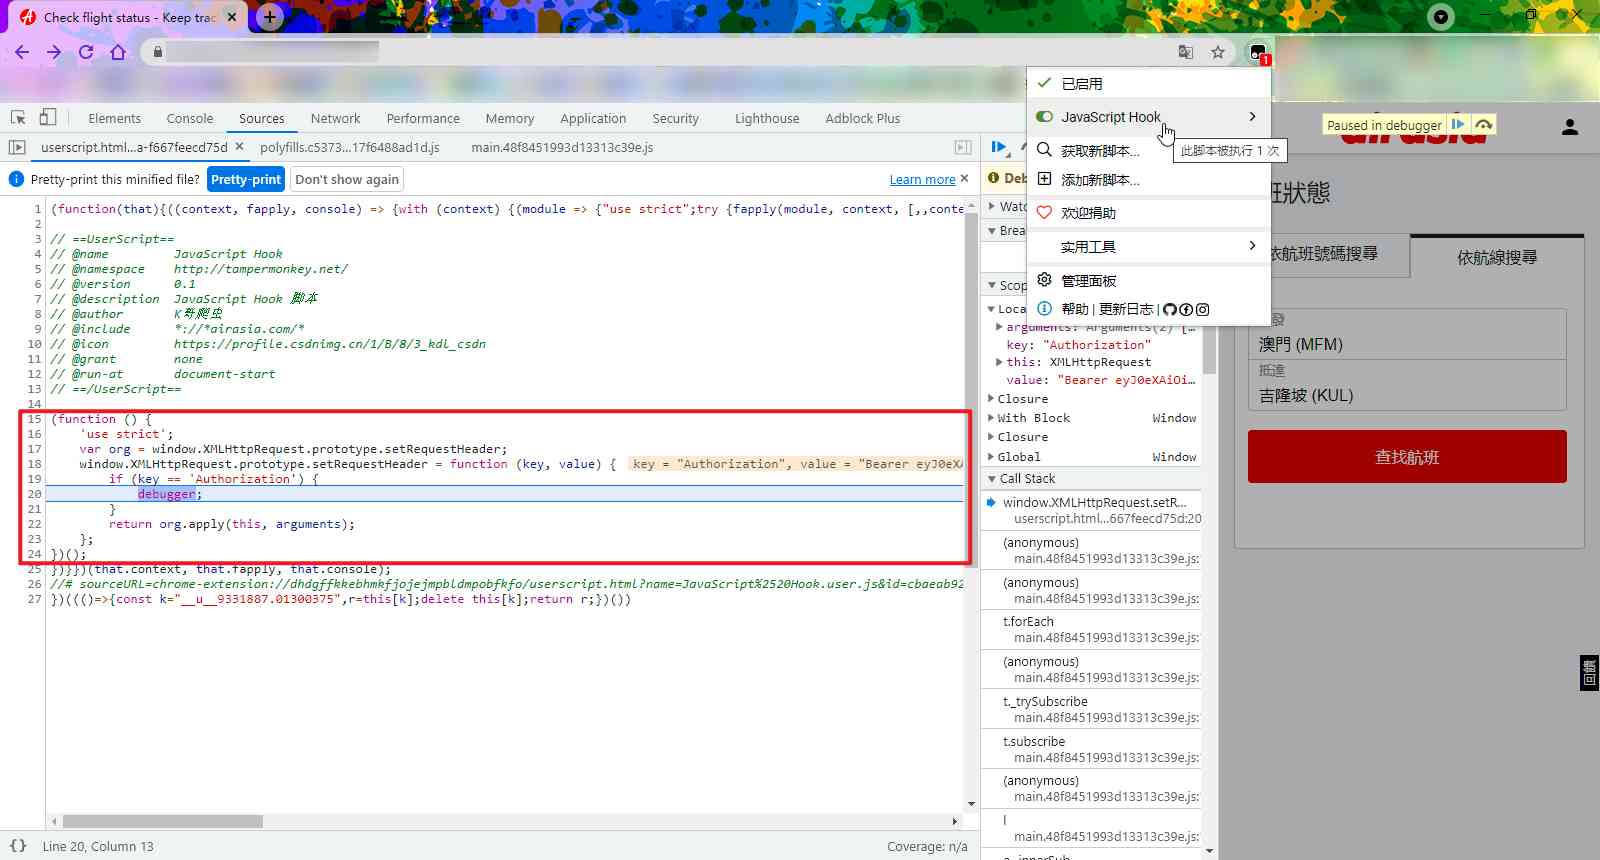 Check flight status - Keep trac
已启用
JavaScript Hook
此脚本被执行 1 次
获取新脚本...
添加新脚本...
欢迎捐助
实用工具
管理面板
帮助 | 更新日志 |
1
Elements Console Sources Network Performance Memory Application Security Lighthouse Adblock Plus
userscript.html...a-f667feecd75d polyfills.c5373...17f6488ad1d.js main.48f8451993d13313c39e.js
Pretty-print this minified file? Pretty-print Don't show again Learn more
1 (function(that){((context, fapply, console) => {with (context) {(module => {"use strict";try {fapply(module, context, [,,conte
2
3 // ==UserScript==
4 // @name JavaScript Hook
5 // @namespace http://tampermonkey.net/
6 // @version 0.1
7 // @description JavaScript Hook 脚本
8 // @author K哥爬虫
9 // @include *://*airasia.com/*
10 // @icon https://profile.csdnimg.cn/1/B/8/3_kdl_csdn
11 // @grant none
12 // @run-at document-start
13 // ==/UserScript==
14
15 (function () {
16 'use strict';
17 var org = window.XMLHttpRequest.prototype.setRequestHeader;
18 window.XMLHttpRequest.prototype.setRequestHeader = function (key, value) { key = "Authorization", value = "Bearer eyJ0eXA
19 if (key == 'Authorization') {
20 debugger;
21 }
22 return org.apply(this, arguments);
23 };
24 })();
25 })}})(that.context, that.fapply, that.console);
26 //# sourceURL=chrome-extension://dhdgffkkebhmkfjojejmpbldmpobfkfo/userscript.html?name=JavaScript%2520Hook.user.js&id=cbaeab92
27 })((()=>{const k="__u__9331887.01300375",r=this[k];delete this[k];return r;})())
{} Line 20, Column 13 Coverage: n/a
Deb
Watc
Brea
Scop
Loca
arguments: Arguments(2) [...
key: "Authorization"
this: XMLHttpRequest
value: "Bearer eyJ0eXAiOi...
Closure
With Block Window
Closure
Global Window
Call Stack
window.XMLHttpRequest.setR...
userscript.html...667feecd75d:20
(anonymous)
main.48f8451993d13313c39e.js:
(anonymous)
main.48f8451993d13313c39e.js:
t.forEach
main.48f8451993d13313c39e.js:
(anonymous)
main.48f8451993d13313c39e.js:
t._trySubscribe
main.48f8451993d13313c39e.js:
t.subscribe
main.48f8451993d13313c39e.js:
(anonymous)
main.48f8451993d13313c39e.js:
l
main.48f8451993d13313c39e.js:
a._innerSub
airasia
Paused in debugger
班狀態
依航班號碼搜尋 依航線搜尋
發
澳門 (MFM)
抵達
吉隆坡 (KUL)
查找航班
回饋